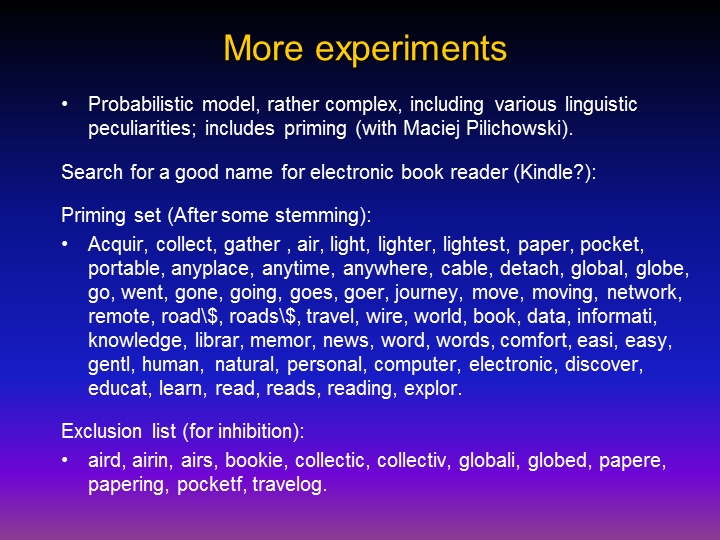 More experiments
• Probabilistic model, rather complex, including various linguistic
peculiarities; includes priming (with Maciej Pilichowski).
Search for a good name for electronic book reader (Kindle?):
Priming set (After some stemming):
• Acquir, collect, gather , air, light, lighter, lightest, paper, pocket,
portable, anyplace, anytime, anywhere, cable, detach, global, globe,
go, went, gone, going, goes, goer, journey, move, moving, network,
remote, road\$, roads\$, travel, wire, world, book, data, informati,
knowledge, librar, memor, news, word, words, comfort, easi, easy,
gentl, human, natural, personal, computer, electronic, discover,
educat, learn, read, reads, reading, explor.
Exclusion list (for inhibition):
• aird, airin, airs, bookie, collectic, collectiv, globali, globed, papere,
papering, pocketf, travelog.